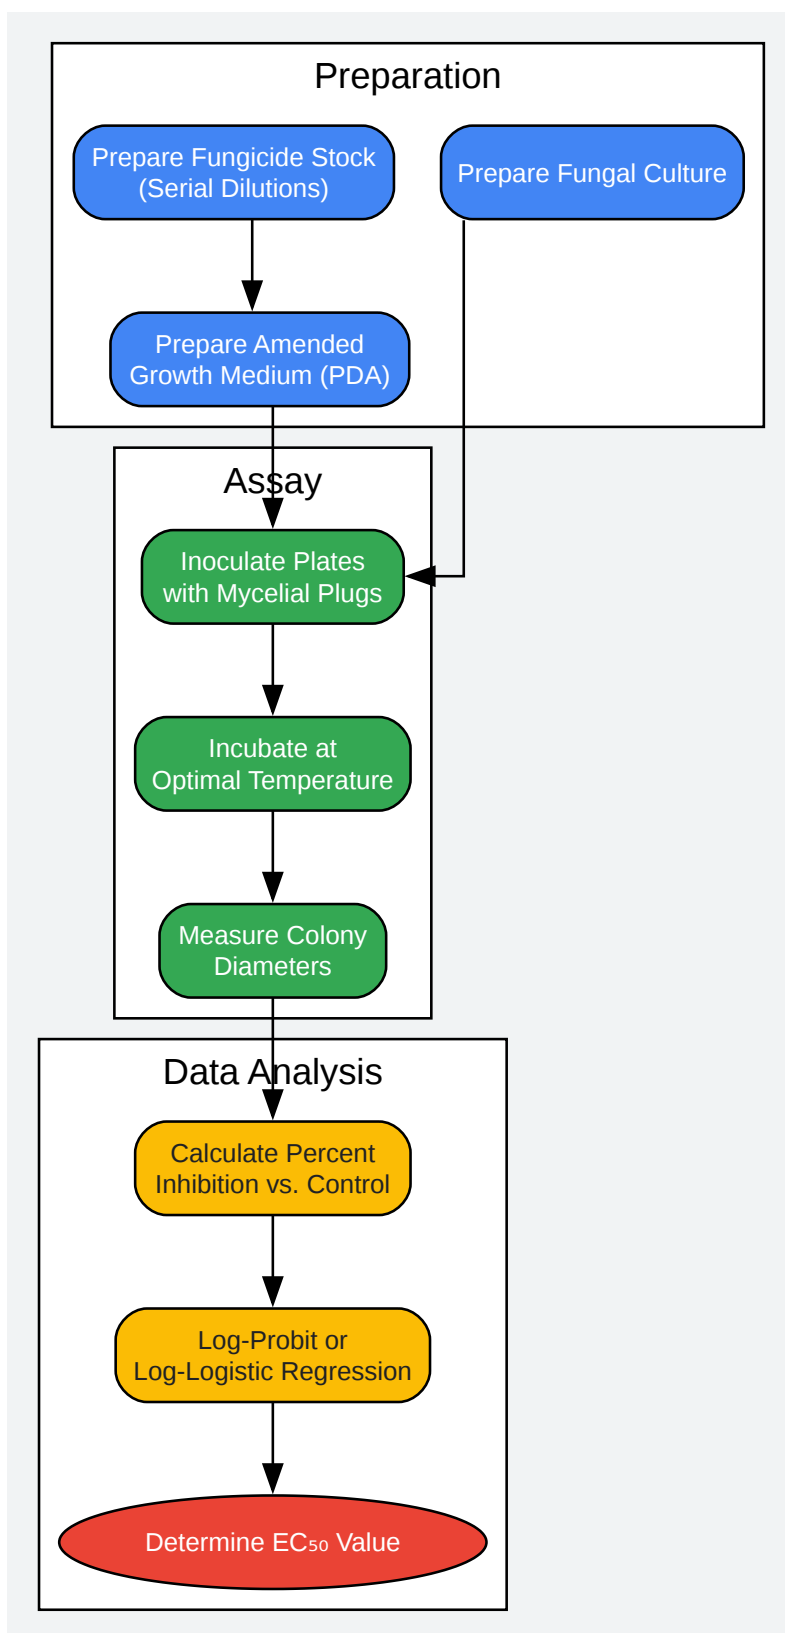 Preparation
Prepare Fungicide Stock
(Serial Dilutions)
Prepare Fungal Culture
Prepare Amended
Growth Medium (PDA)
Assay
Inoculate Plates
with Mycelial Plugs
Incubate at
Optimal Temperature
Measure Colony
Diameters
Data Analysis
Calculate Percent
Inhibition vs. Control
Log-Probit or
Log-Logistic Regression
Determine EC₅₀ Value